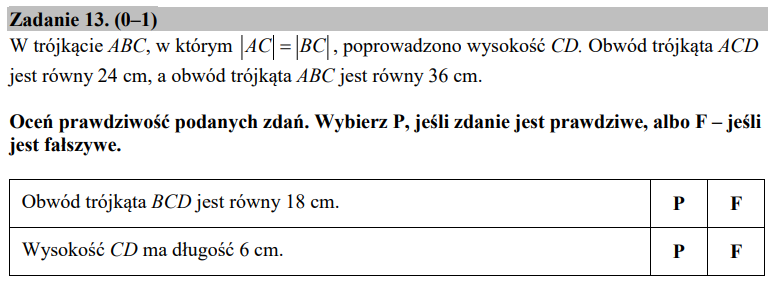 Zadanie 13. (0–1)
W trójkącie ABC, w którym |AC| = |BC|, poprowadzono wysokość CD. Obwód trójkąta ACD
jest równy 24 cm, a obwód trójkąta ABC jest równy 36 cm.
Oceń prawdziwość podanych zdań. Wybierz P, jeśli zdanie jest prawdziwe, albo F – jeśli
jest fałszywe.
Obwód trójkąta BCD jest równy 18 cm. P F
Wysokość CD ma długość 6 cm. P F